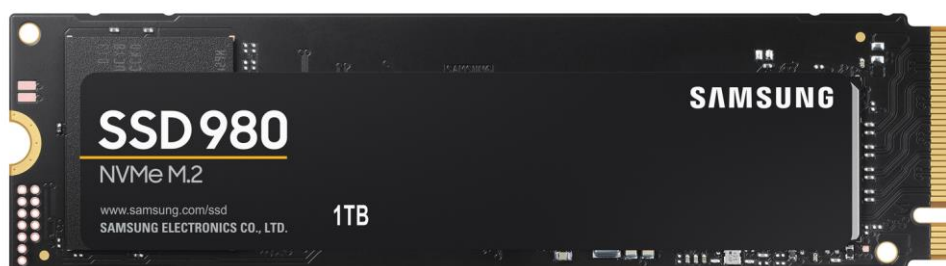 SAMSUNG
SSD 980
NVMe M.2
www.samsung.com/ssd
SAMSUNG ELECTRONICS CO., LTD.
1TB